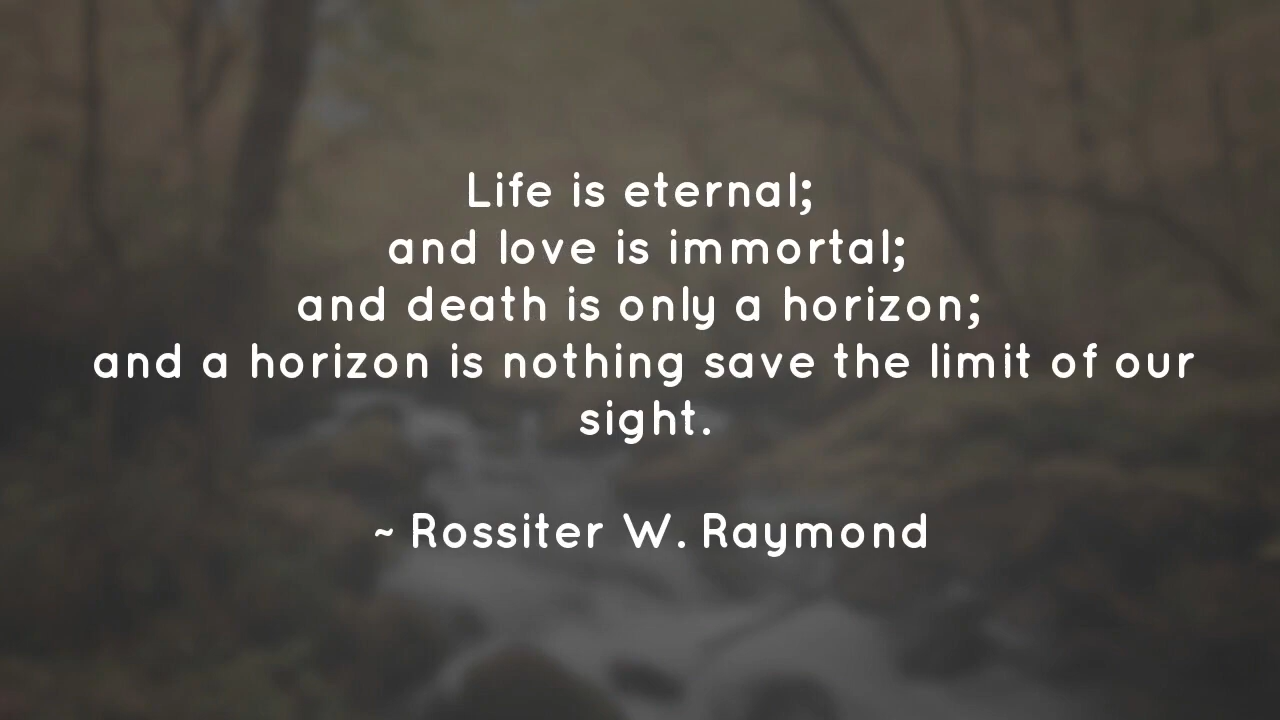 Life is eternal;
and love is immortal;
and death is only a horizon;
and a horizon is nothing save the limit of our
sight.
~ Rossiter W. Raymond